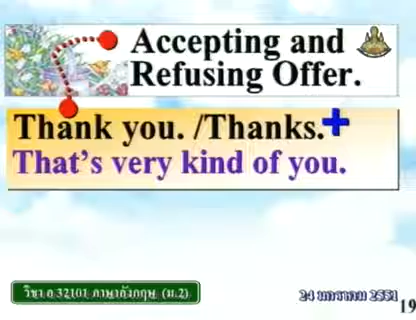 Accepting and
Refusing Offer.
Thank you. /Thanks.+
That's very kind of you.
วิชา อ 32101 ภาษาอังกฤษ (ม.2)
24 มกราคม 2551
19